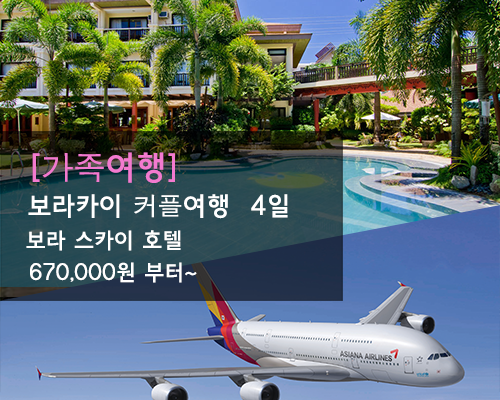 [가족여행]
보라카이 커플여행 4일
보라 스카이 호텔
670,000원 부터~
ASIANA AIRLINES